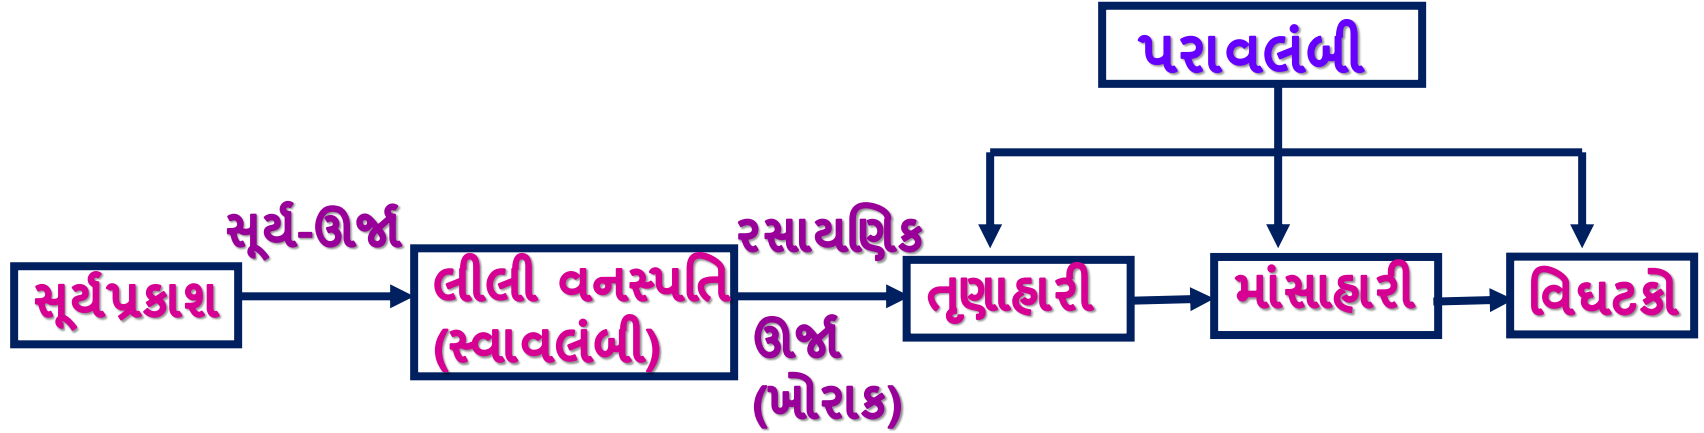 પરાવલંબી
સૂર્યપ્રકાશ
સૂર્ય-ઊર્જા
લીલી વનસ્પતિ
(સ્વાવલંબી)
રસાયણિક
ઊર્જા
(ખોરાક)
તૃણાહારી
માંસાહારી
વિઘટકો